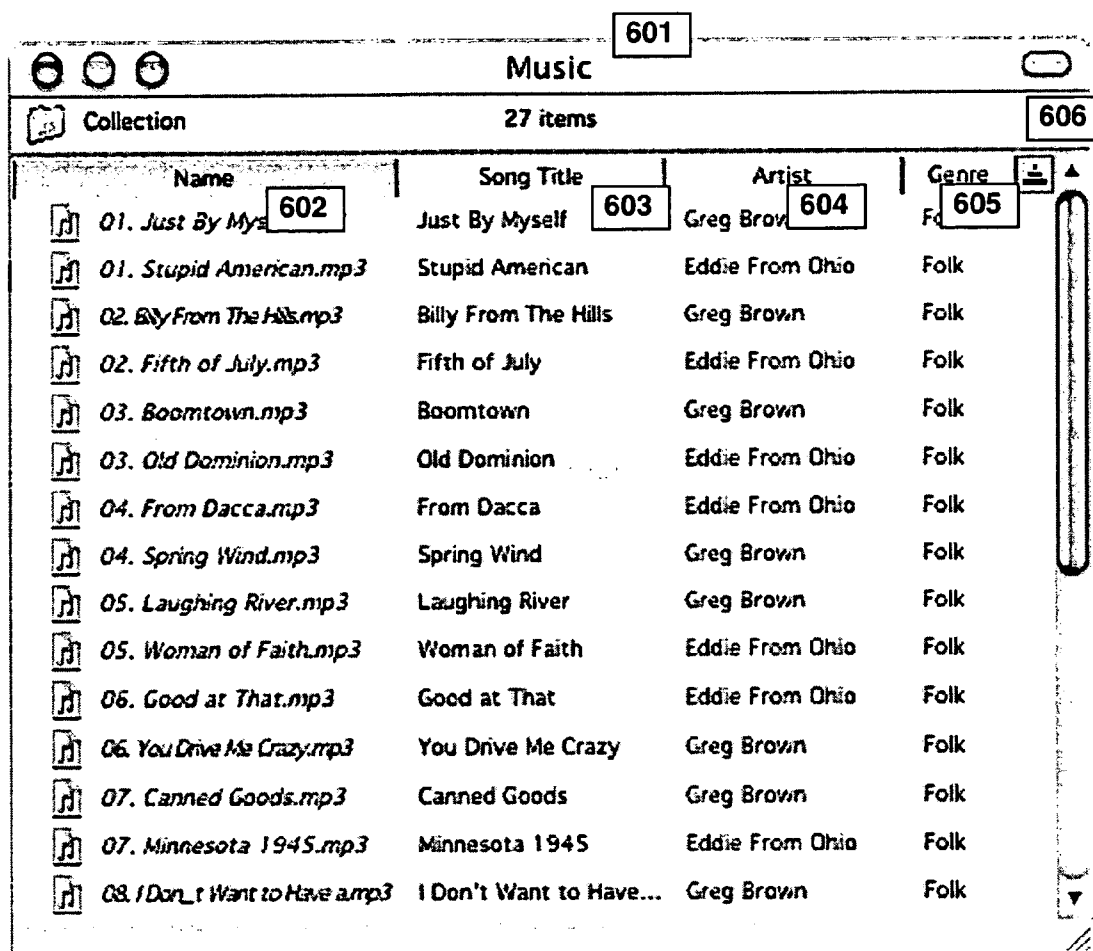 601
Music
Collection 27 items 606
Name Song Title Artist Genre
602 603 604 605
01. Just By Mys Just By Myself Greg Brow Fo
01. Stupid American.mp3 Stupid American Eddie From Ohio Folk
02. Billy From The Hills.mp3 Billy From The Hills Greg Brown Folk
02. Fifth of July.mp3 Fifth of July Eddie From Ohio Folk
03. Boomtown.mp3 Boomtown Greg Brown Folk
03. Old Dominion.mp3 Old Dominion Eddie From Ohio Folk
04. From Dacca.mp3 From Dacca Eddie From Ohio Folk
04. Spring Wind.mp3 Spring Wind Greg Brown Folk
05. Laughing River.mp3 Laughing River Greg Brown Folk
05. Woman of Faith.mp3 Woman of Faith Eddie From Ohio Folk
06. Good at That.mp3 Good at That Eddie From Ohio Folk
06. You Drive Me Crazy.mp3 You Drive Me Crazy Greg Brown Folk
07. Canned Goods.mp3 Canned Goods Greg Brown Folk
07. Minnesota 1945.mp3 Minnesota 1945 Eddie From Ohio Folk
08. I Don_t Want to Have a.mp3 I Don't Want to Have... Greg Brown Folk